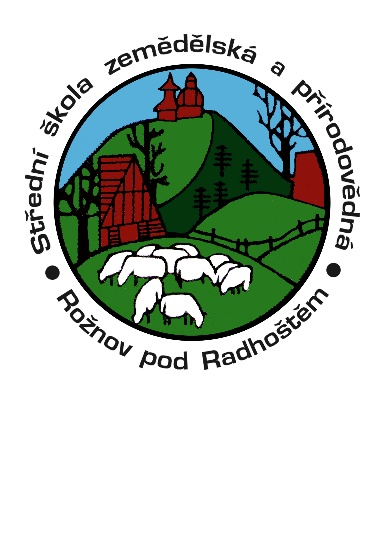 Střední škola zemědělská a přírodovědná
Rožnov pod Radhoštěm